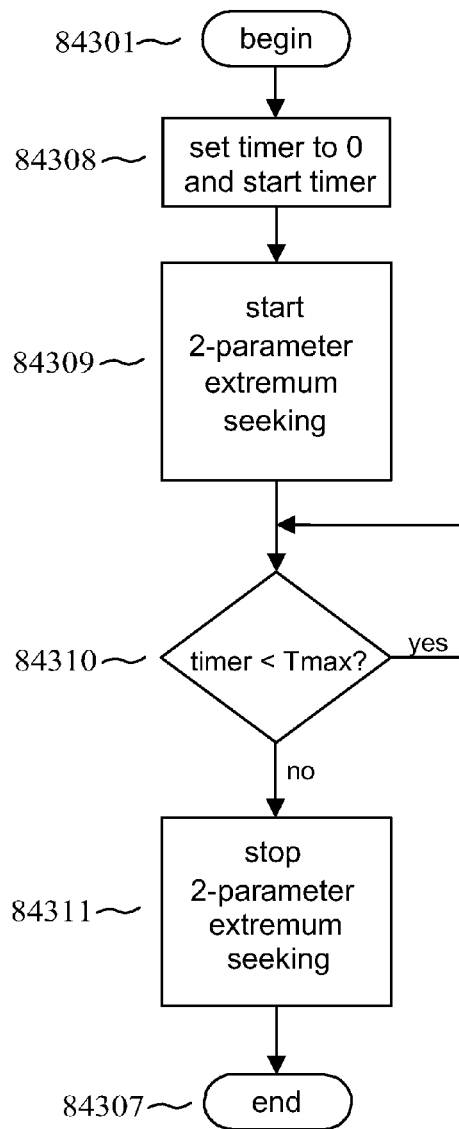 84301
begin
84308
set timer to 0
and start timer
84309
start
2-parameter
extremum
seeking
84310
timer < Tmax?
yes
no
84311
stop
2-parameter
extremum
seeking
84307
end